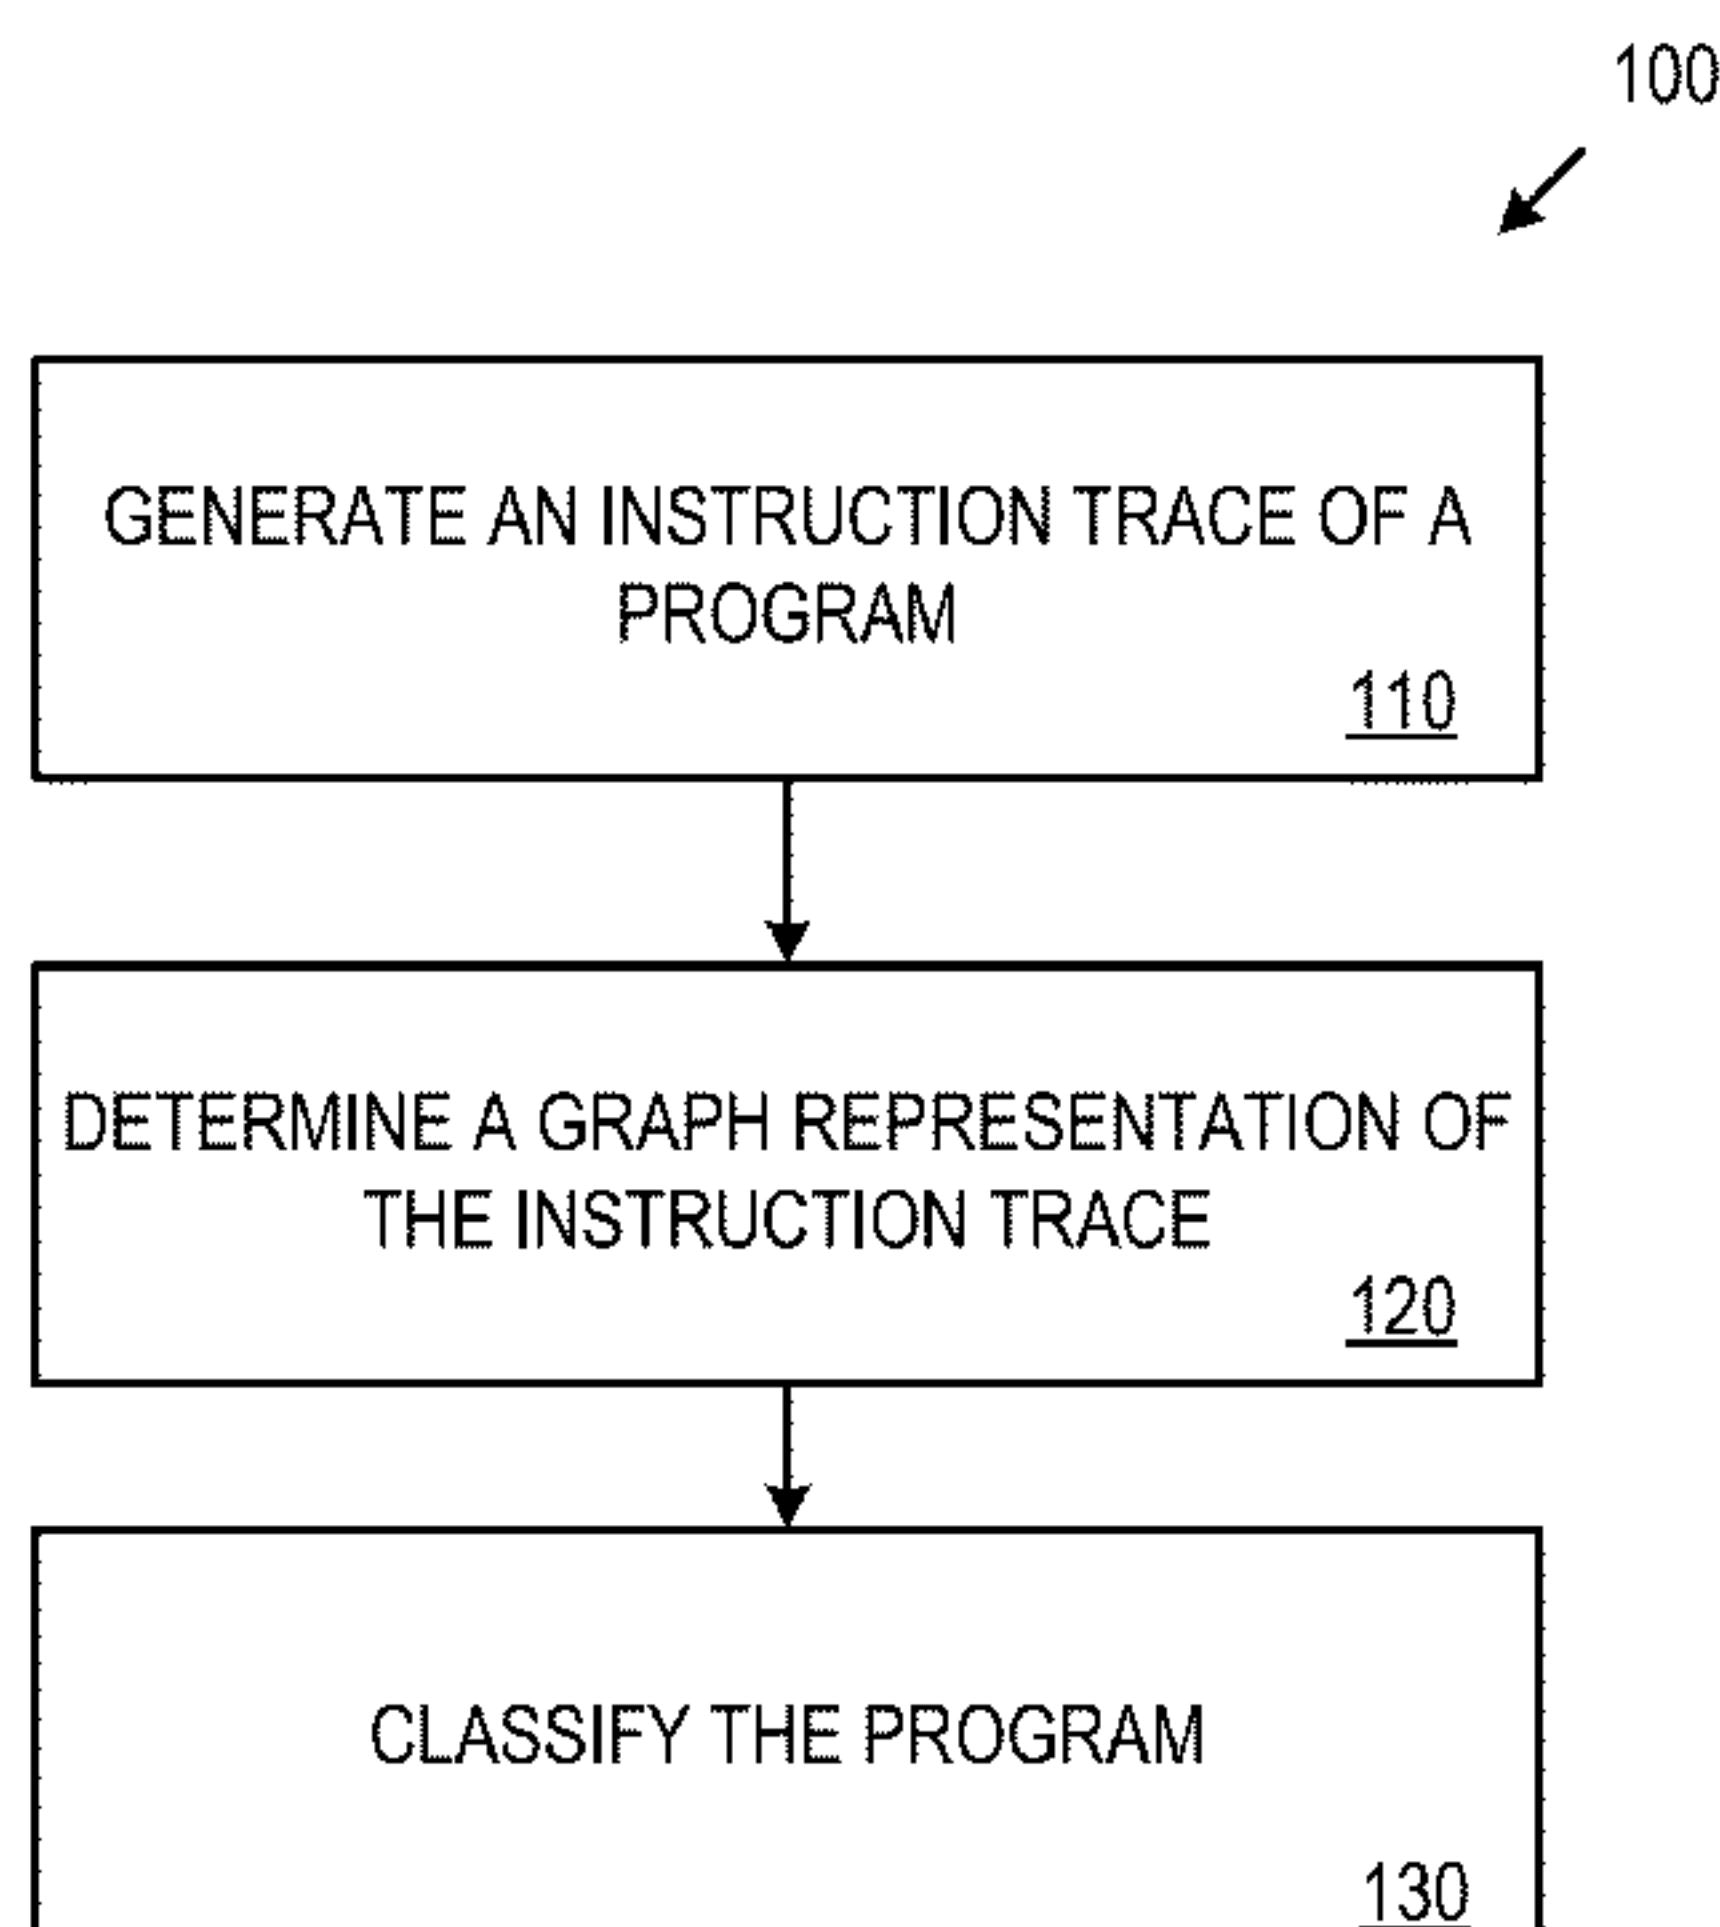 100
GENERATE AN INSTRUCTION TRACE OF A
PROGRAM
110
DETERMINE A GRAPH REPRESENTATION OF
THE INSTRUCTION TRACE
120
CLASSIFY THE PROGRAM
130